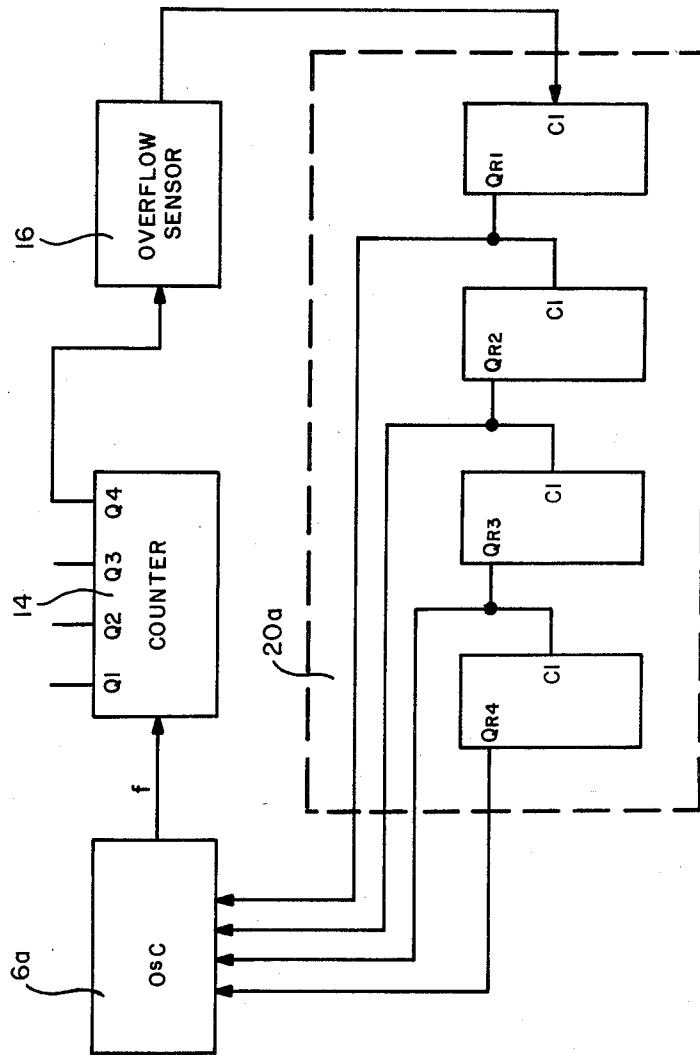 6a
OSC
f
14
Q1 Q2 Q3 Q4
COUNTER
16
OVERFLOW
SENSOR
20a
QR4
CI
QR3
CI
QR2
CI
QR1
CI